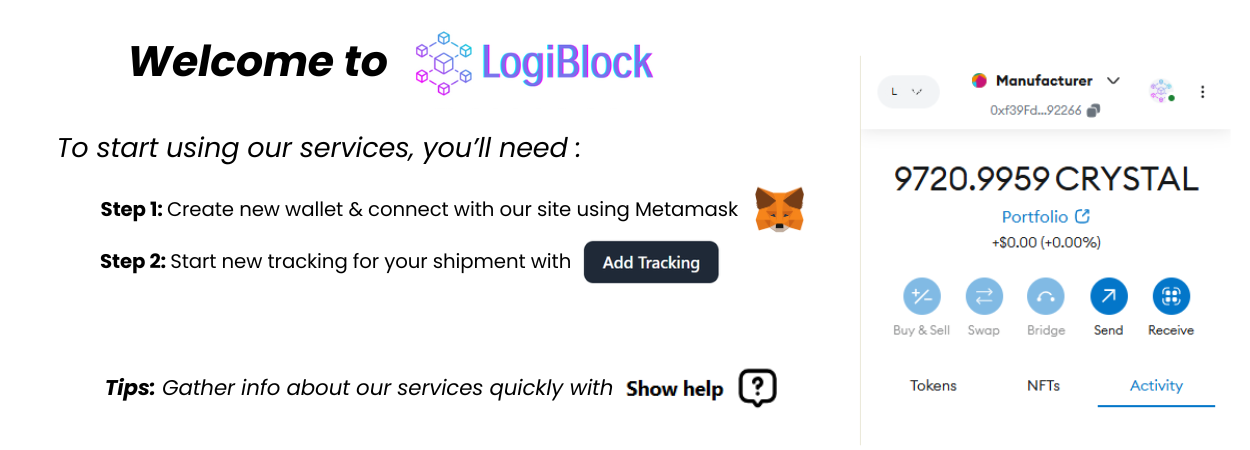 Welcome to LogiBlock
To start using our services, you'll need :
Step 1: Create new wallet & connect with our site using Metamask
Step 2: Start new tracking for your shipment with Add Tracking
Tips: Gather info about our services quickly with Show help
L
Manufacturer
0xf39Fd...92266
9720.9959 CRYSTAL
Portfolio
+$0.00 (+0.00%)
Buy & Sell Swap Bridge Send Receive
Tokens NFTs Activity